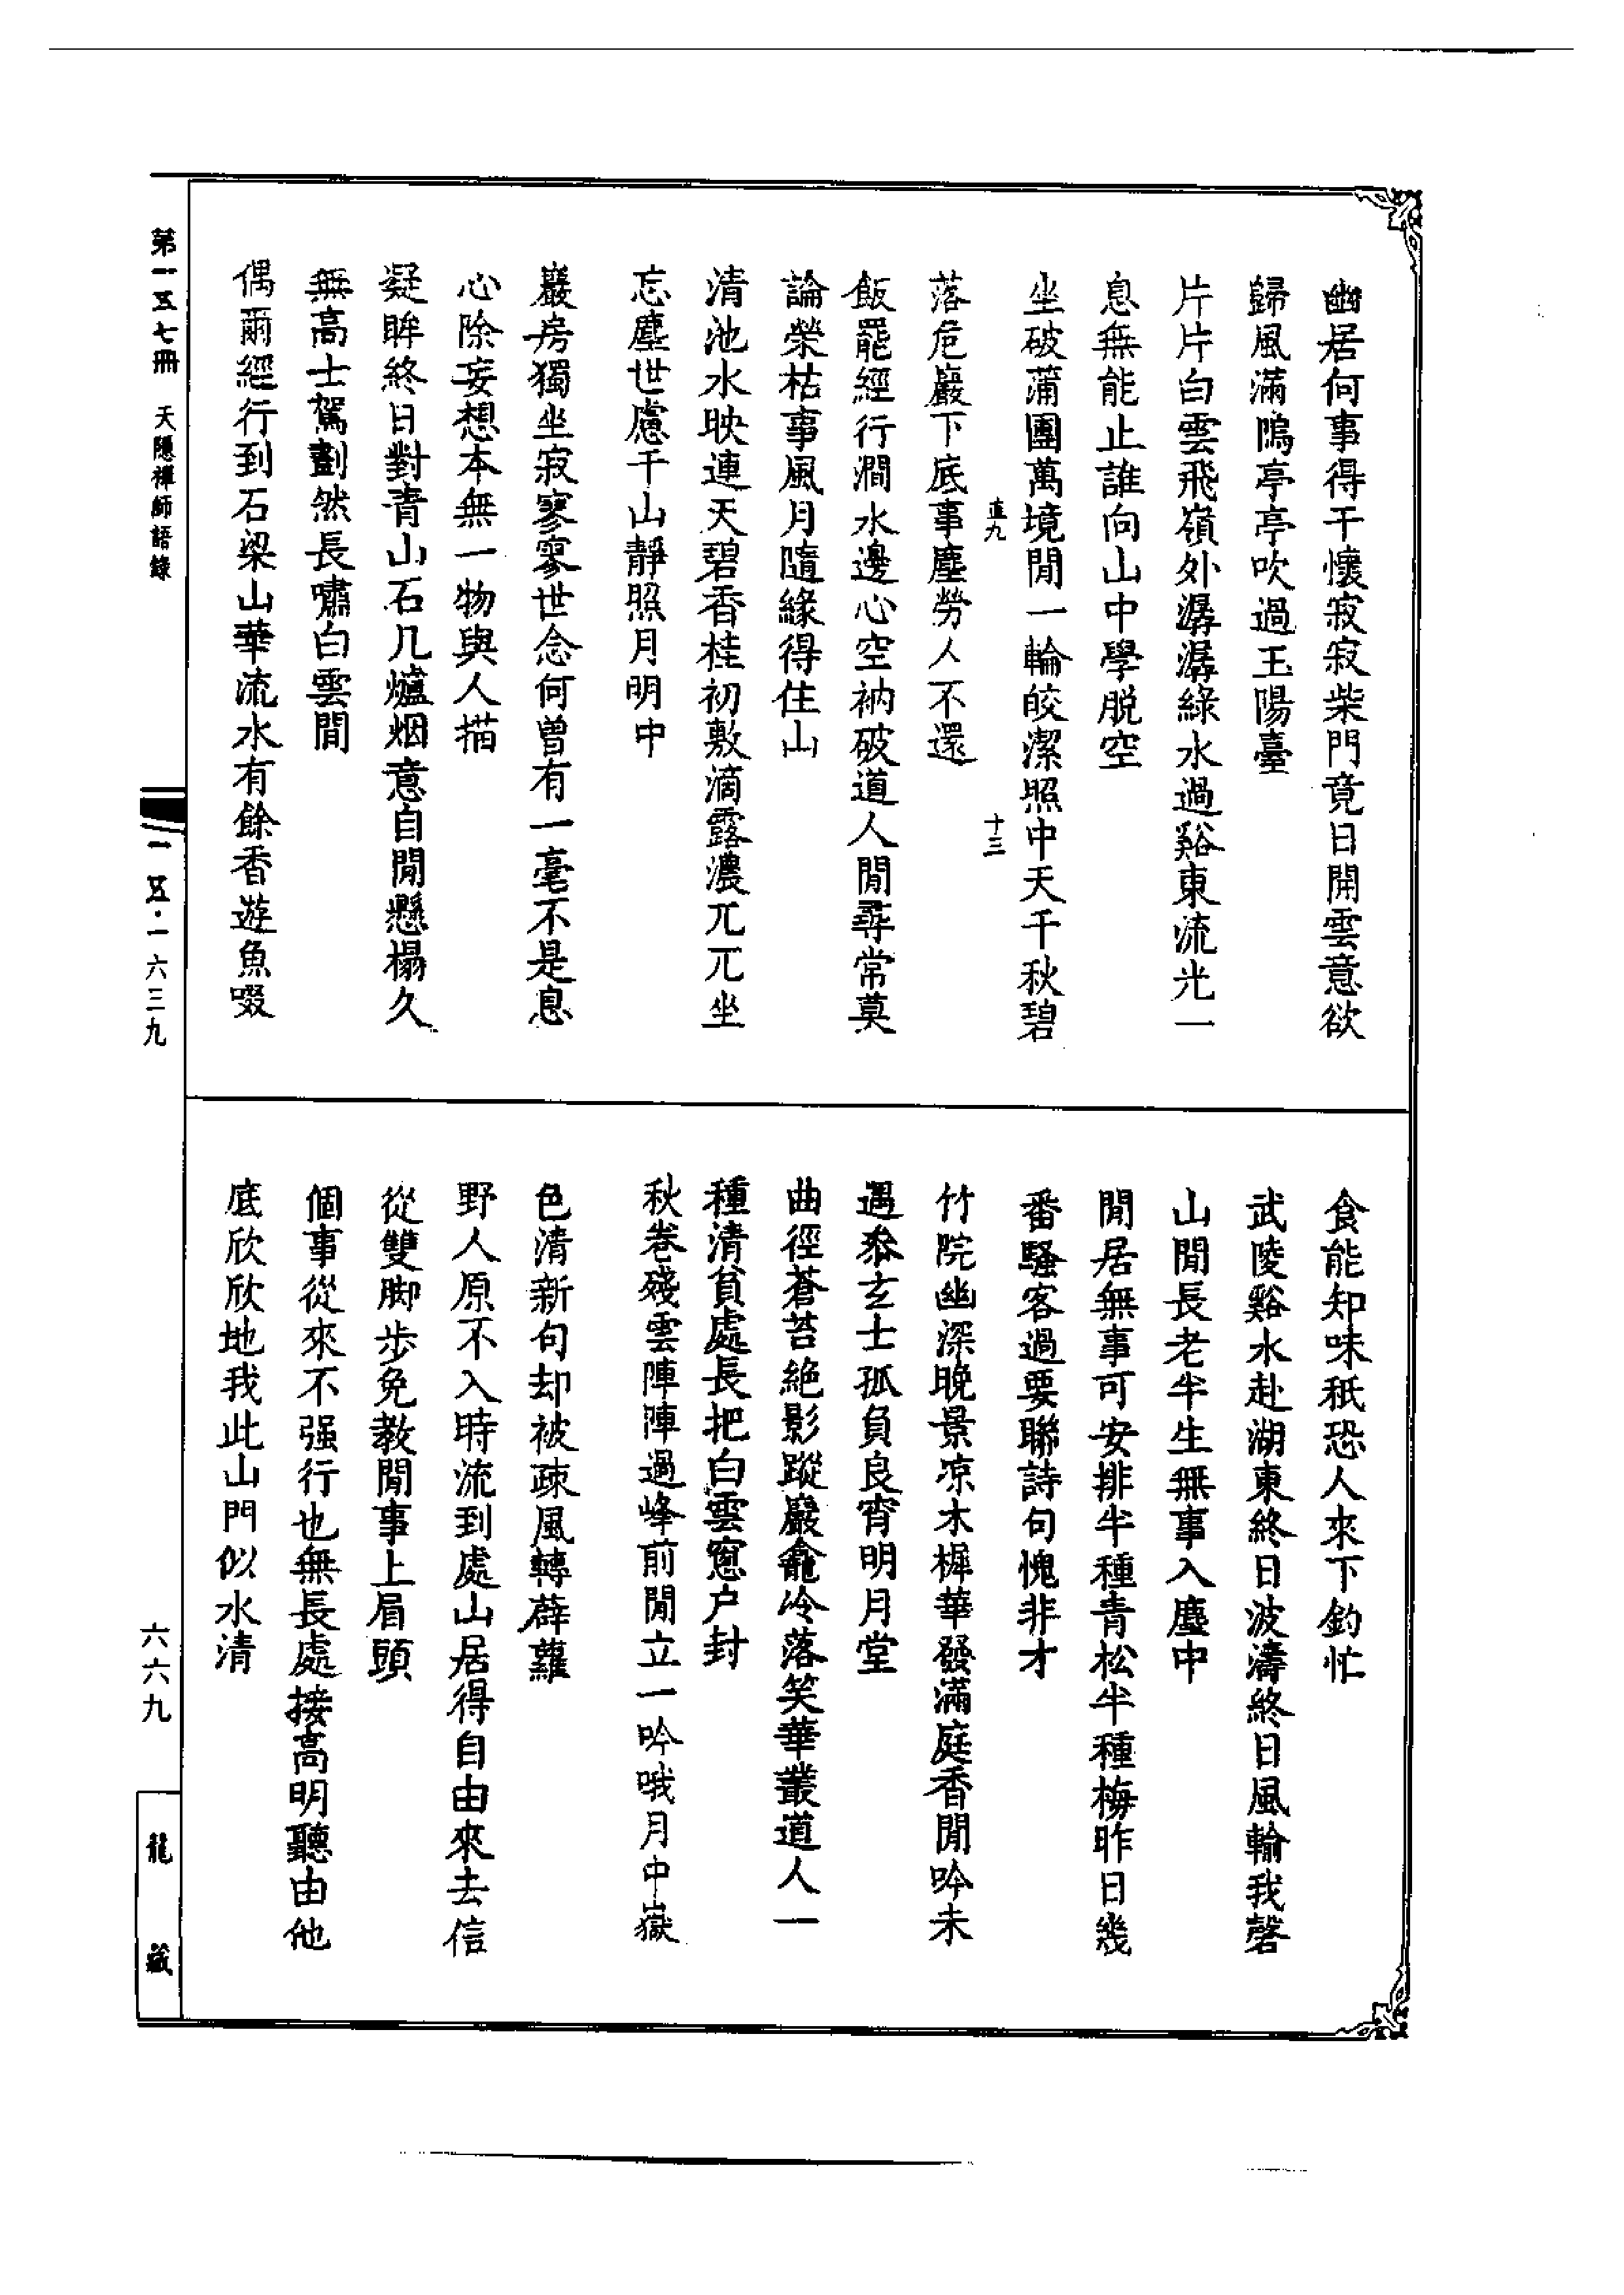 幽居何事得干懷寂寂柴門竟日開雲意欲
歸風滿隖亭亭吹過玉陽臺
片片白雲飛嶺外潺潺綠水過谿東流光一
息無能止誰向山中學脱空
坐破蒲團萬境閒一輪皎潔照中天千秋碧
直九
十三
落危巖下底事塵勞人不還
飯罷經行澗水邊心空衲破道人閒尋常莫
論榮枯事風月隨緣得住山
清池水映連天碧香桂初敷滴露濃兀兀坐
忘塵世慮千山靜照月明中
巖房獨坐寂寥寥世念何曾有一毫不是息
心除妄想本無一物與人描
凝眸終日對青山石几爐烟意自閒懸榻久
無高士駕劃然長嘯白雲間
偶爾經行到石梁山華流水有餘香遊魚啜
食能知味秖恐人來下釣忙
武陵谿水赴湖東終日波濤終日風輸我磬
山閒長老半生無事入塵中
閒居無事可安排半種青松半種梅昨日幾
番騷客過要聯詩句愧非才
竹院幽深晚景凉木樨華發滿庭香閒吟未
遇叅玄士孤負良宵明月堂
曲徑蒼苔絶影蹤巖龕冷落笑華叢道人一
種清貧處長把白雲窓户封
秋卷殘雲陣陣過峰前閒立一吟哦月中嶽
色清新句却被疎風轉薜蘿
野人原不入時流到處山居得自由來去信
從雙脚步免教閒事上眉頭
個事從來不强行也無長處接高明聽由他
底欣欣地我此山門似水清
第一五七冊 天隱禪師語錄
一五·一六三九
六六九
龍藏